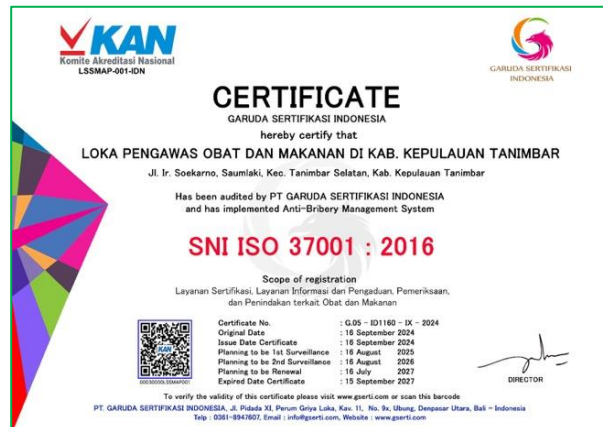 KAN
Komite Akreditasi Nasional
LSSMAP-001-IDN
GARUDA SERTIFIKASI
INDONESIA
CERTIFICATE
GARUDA SERTIFIKASI INDONESIA
hereby certify that
LOKA PENGAWAS OBAT DAN MAKANAN DI KAB. KEPULAUAN TANIMBAR
Jl. Ir. Soekarno, Saumlaki, Kec. Tanimbar Selatan, Kab. Kepulauan Tanimbar
Has been audited by PT GARUDA SERTIFIKASI INDONESIA
and has implemented Anti-Bribery Management System
SNI ISO 37001 : 2016
Scope of registration
Layanan Sertifikasi, Layanan Informasi dan Pengaduan, Pemeriksaan,
dan Penindakan terkait Obat dan Makanan
Certificate No. : G.05 - ID1160 - IX - 2024
Original Date : 16 September 2024
Issue Date Certificate : 16 September 2024
Planning to be 1st Surveillance : 16 August 2025
Planning to be 2nd Surveillance : 16 August 2026
Planning to be Renewal : 16 July 2027
Expired Date Certificate : 15 September 2027
KAN
DIRECTOR
To verify the validity of this certificate please visit www.gserti.com or scan this barcode
PT. GARUDA SERTIFIKASI INDONESIA, Jl. Pidada XI, Perum Griya Loka, Kav. 11, No. 9x, Ubung, Denpasar Utara, Bali - Indonesia
Telp : 0361-8947607, Email : info@gserti.com, Website : www.gserti.com